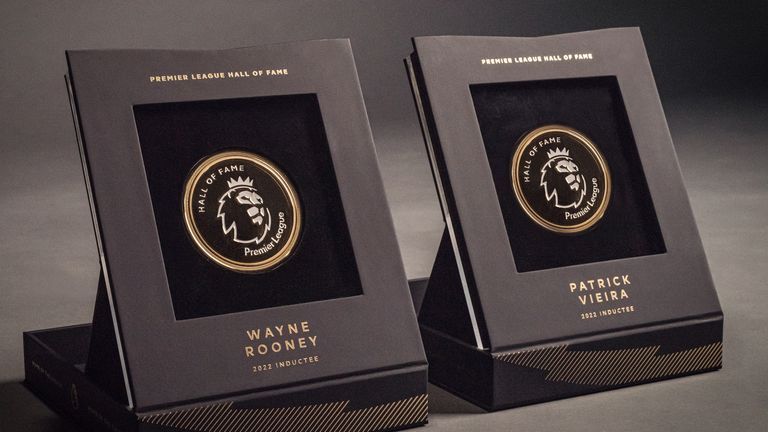 PREMIER LEAGUE HALL OF FAME
HALL OF FAME
Premier League
WAYNE
ROONEY
2022 INDUCTEE
PREMIER LEAGUE HALL OF FAME
HALL OF FAME
Premier League
PATRICK
VIEIRA
2022 INDUCTEE